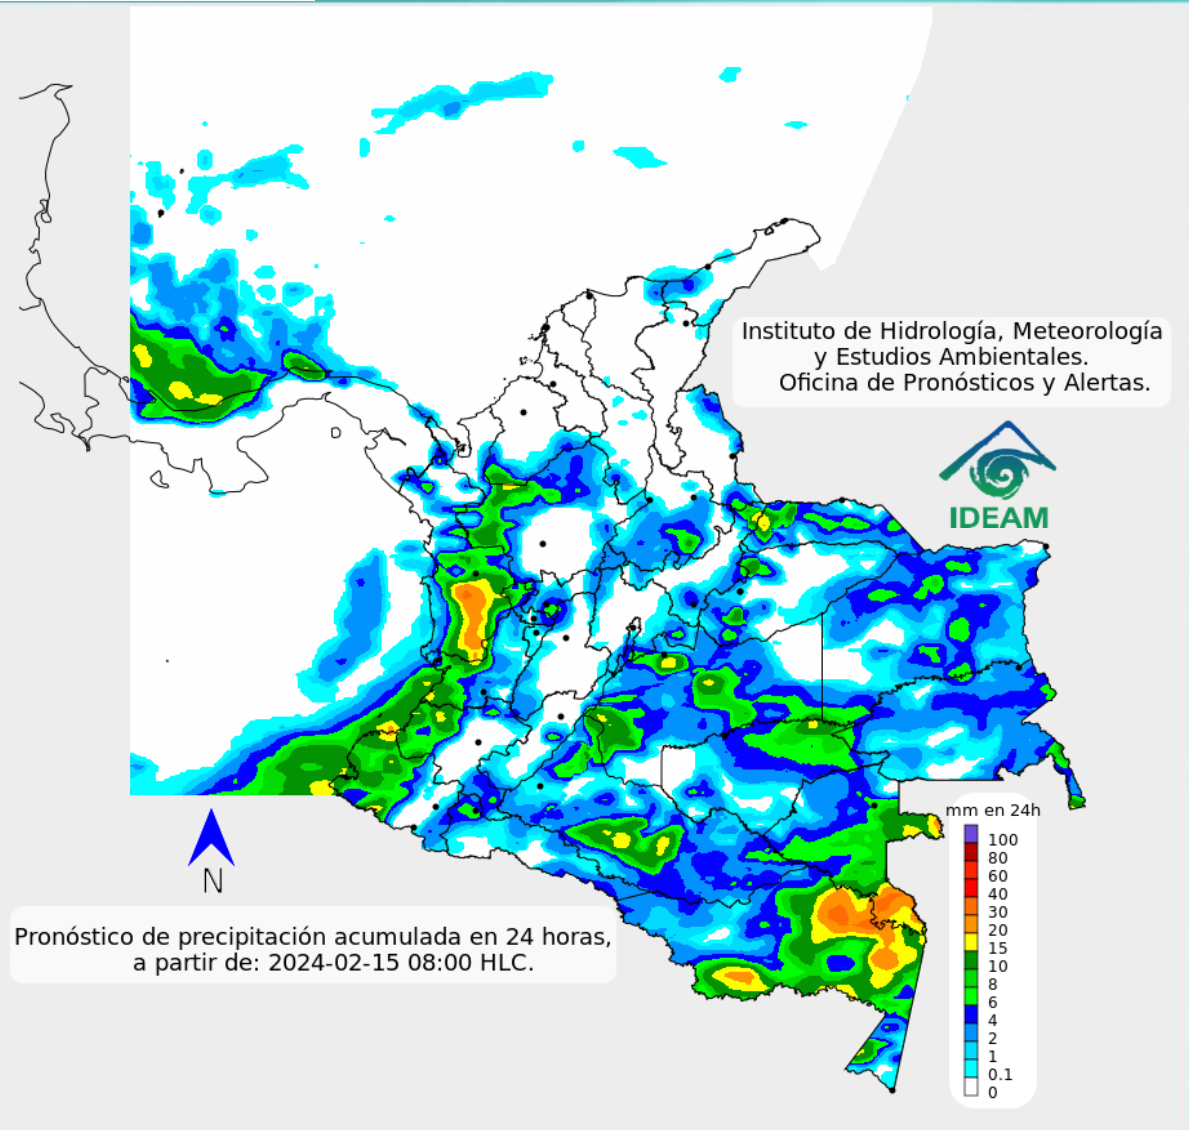 Instituto de Hidrología, Meteorología
y Estudios Ambientales.
Oficina de Pronósticos y Alertas.
IDEAM
mm en 24h
100
80
60
40
30
20
15
10
8
6
4
2
1
0.1
0
N
Pronóstico de precipitación acumulada en 24 horas,
a partir de: 2024-02-15 08:00 HLC.